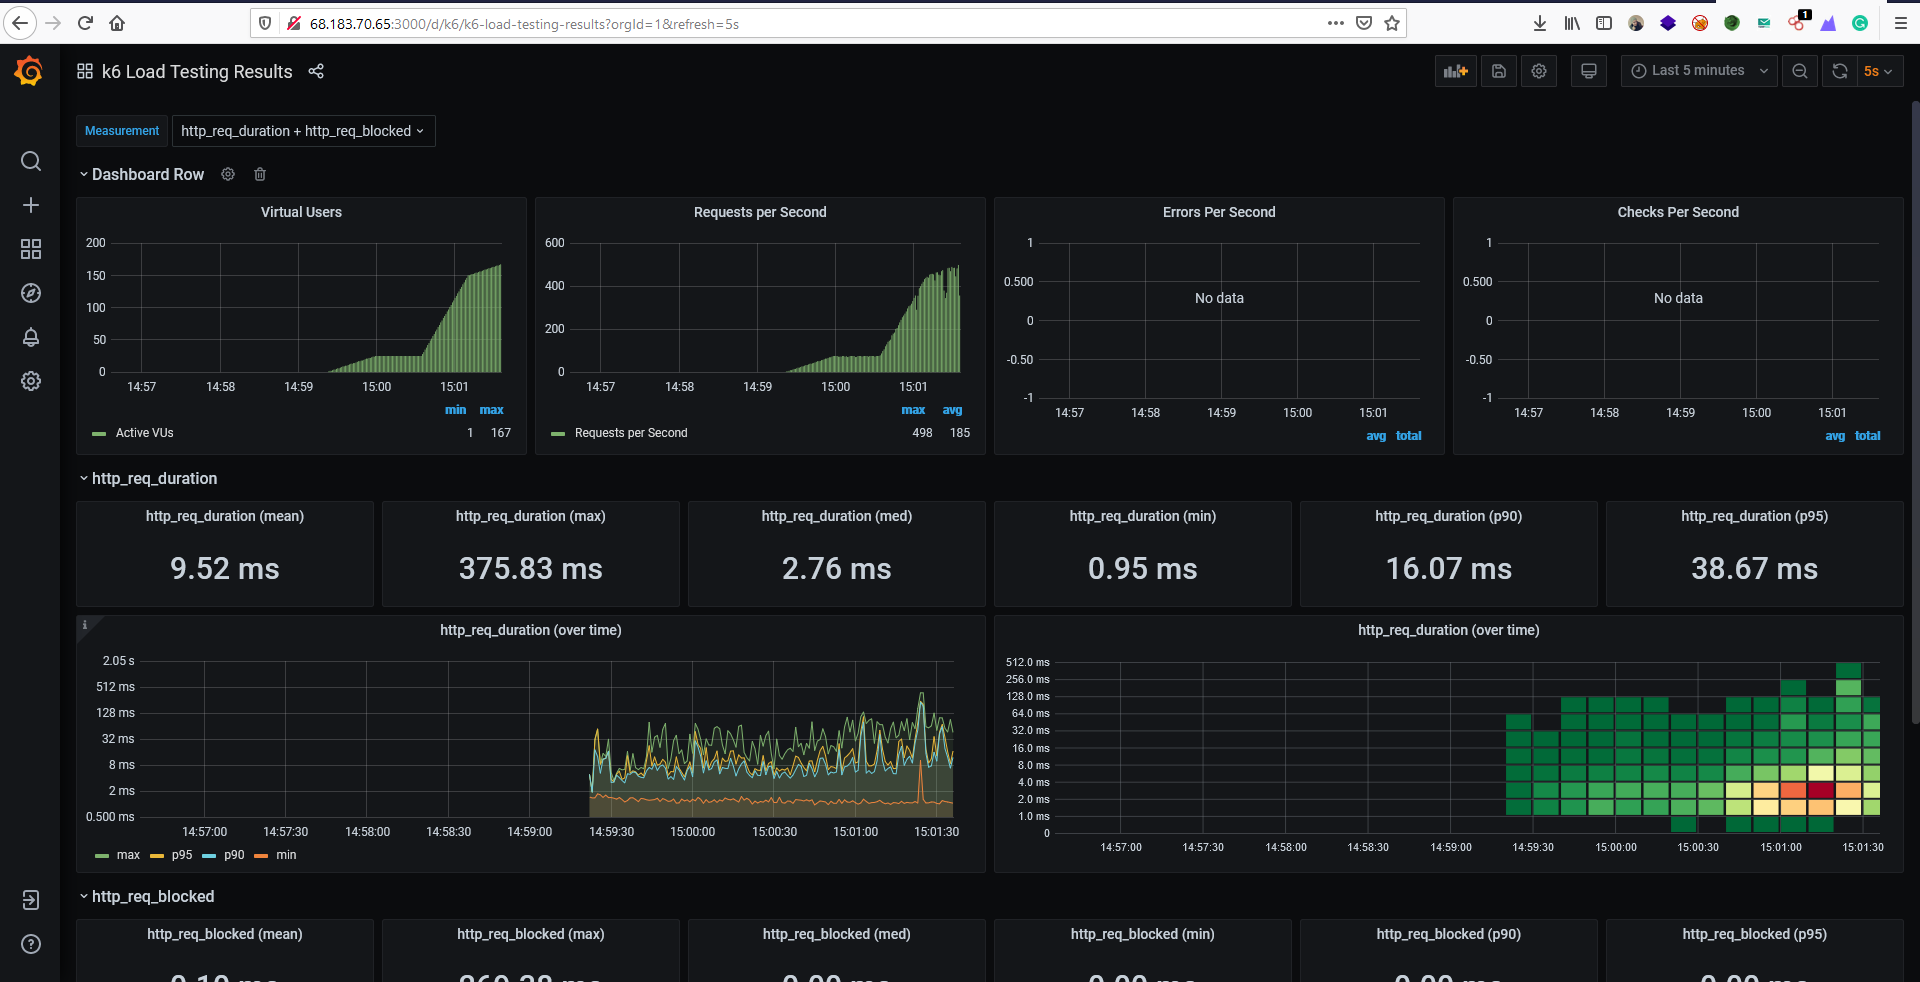 68.183.70.65:3000/d/k6/k6-load-testing-results?orgId=1&refresh=5s
1
k6 Load Testing Results
Last 5 minutes
5s
Measurement
http_req_duration + http_req_blocked
Dashboard Row
Virtual Users
200
150
100
50
0
14:57 14:58 14:59 15:00 15:01
min max
Active VUs 1 167
Requests per Second
600
400
200
0
14:57 14:58 14:59 15:00 15:01
max avg
Requests per Second 498 185
Errors Per Second
1
0.500
0
-0.50
-1
No data
14:57 14:58 14:59 15:00 15:01
avg total
Checks Per Second
1
0.500
0
-0.50
-1
No data
14:57 14:58 14:59 15:00 15:01
avg total
http_req_duration
http_req_duration (mean)
9.52 ms
http_req_duration (max)
375.83 ms
http_req_duration (med)
2.76 ms
http_req_duration (min)
0.95 ms
http_req_duration (p90)
16.07 ms
http_req_duration (p95)
38.67 ms
i
http_req_duration (over time)
2.05 s
512 ms
128 ms
32 ms
8 ms
2 ms
0.500 ms
14:57:00 14:57:30 14:58:00 14:58:30 14:59:00 14:59:30 15:00:00 15:00:30 15:01:00 15:01:30
max p95 p90 min
http_req_duration (over time)
512.0 ms
256.0 ms
128.0 ms
64.0 ms
32.0 ms
16.0 ms
8.0 ms
4.0 ms
2.0 ms
1.0 ms
0
14:57:00 14:57:30 14:58:00 14:58:30 14:59:00 14:59:30 15:00:00 15:00:30 15:01:00 15:01:30
http_req_blocked
http_req_blocked (mean)
http_req_blocked (max)
http_req_blocked (med)
http_req_blocked (min)
http_req_blocked (p90)
http_req_blocked (p95)